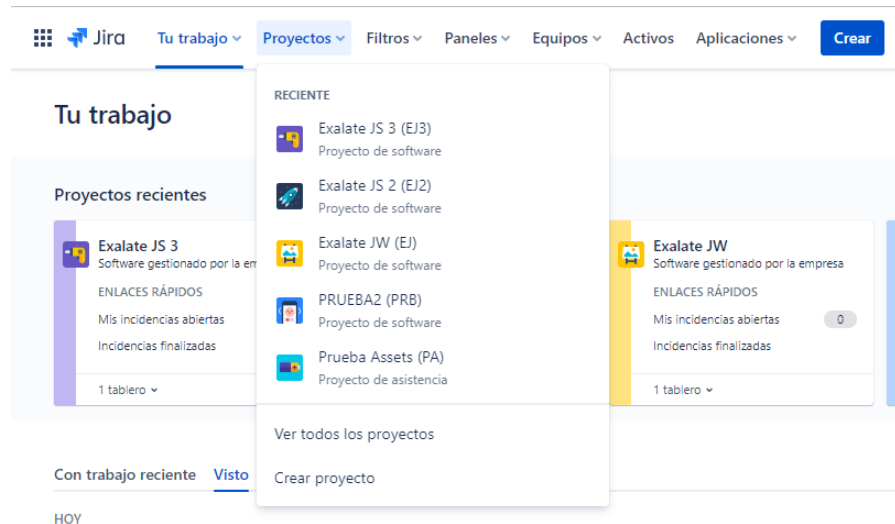 Jira Tu trabajo Proyectos Filtros Paneles Equipos Activos Aplicaciones Crear
Tu trabajo
Proyectos recientes
Exalate JS 3
Software gestionado por la em
ENLACES RÁPIDOS
Mis incidencias abiertas
Incidencias finalizadas
1 tablero
RECIENTE
Exalate JS 3 (EJ3)
Proyecto de software
Exalate JS 2 (EJ2)
Proyecto de software
Exalate JW (EJ)
Proyecto de software
PRUEBA2 (PRB)
Proyecto de software
Prueba Assets (PA)
Proyecto de asistencia
Ver todos los proyectos
Crear proyecto
Exalate JW
Software gestionado por la empresa
ENLACES RÁPIDOS
Mis incidencias abiertas 0
Incidencias finalizadas
1 tablero
Con trabajo reciente Visto
HOY